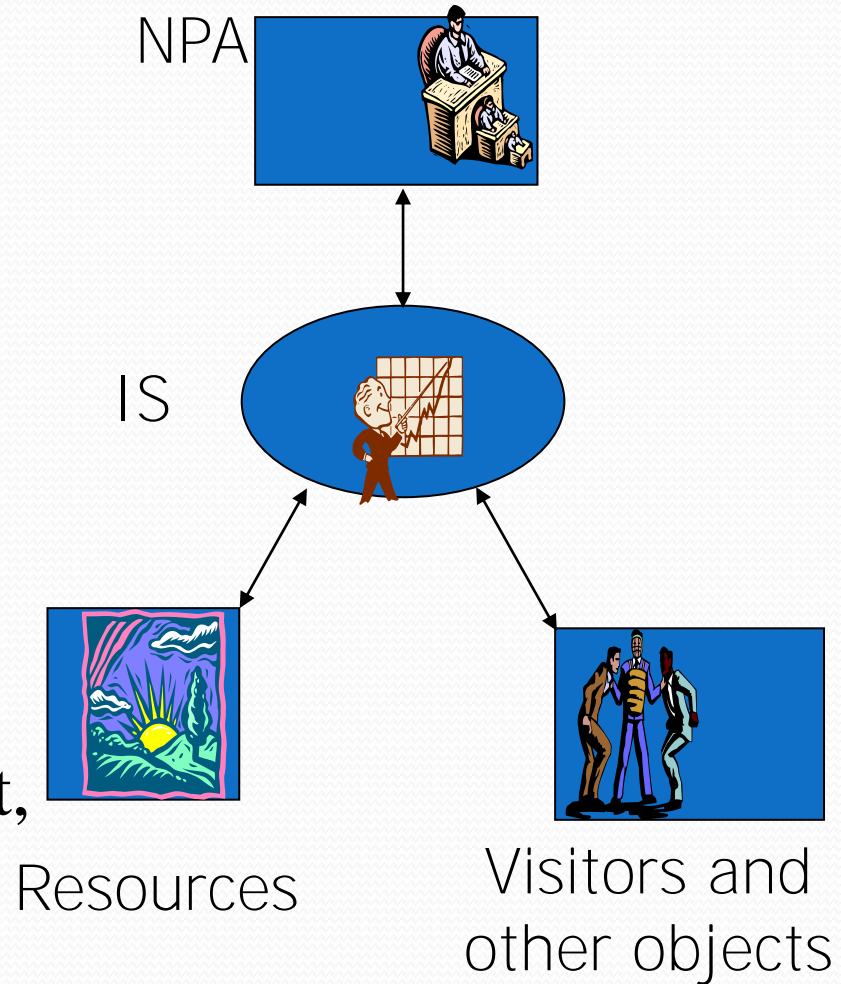 NPA
IS
t,
Resources
Visitors and
other objects